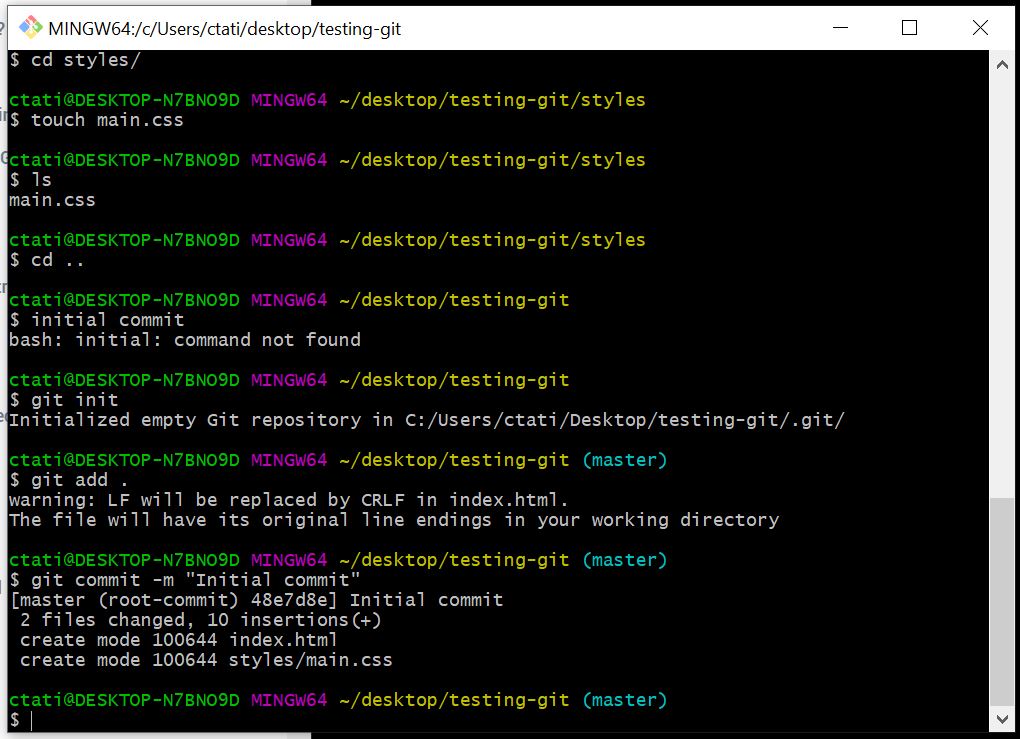 MINGW64:/c/Users/ctati/desktop/testing-git
$ cd styles/
ctati@DESKTOP-N7BNO9D MINGW64 ~/desktop/testing-git/styles
$ touch main.css
ctati@DESKTOP-N7BNO9D MINGW64 ~/desktop/testing-git/styles
$ ls
main.css
ctati@DESKTOP-N7BNO9D MINGW64 ~/desktop/testing-git/styles
$ cd ..
ctati@DESKTOP-N7BNO9D MINGW64 ~/desktop/testing-git
$ initial commit
bash: initial: command not found
ctati@DESKTOP-N7BNO9D MINGW64 ~/desktop/testing-git
$ git init
Initialized empty Git repository in C:/Users/ctati/Desktop/testing-git/.git/
ctati@DESKTOP-N7BNO9D MINGW64 ~/desktop/testing-git (master)
$ git add .
warning: LF will be replaced by CRLF in index.html.
The file will have its original line endings in your working directory
ctati@DESKTOP-N7BNO9D MINGW64 ~/desktop/testing-git (master)
$ git commit -m "Initial commit"
[master (root-commit) 48e7d8e] Initial commit
 2 files changed, 10 insertions(+)
 create mode 100644 index.html
 create mode 100644 styles/main.css
ctati@DESKTOP-N7BNO9D MINGW64 ~/desktop/testing-git (master)
$